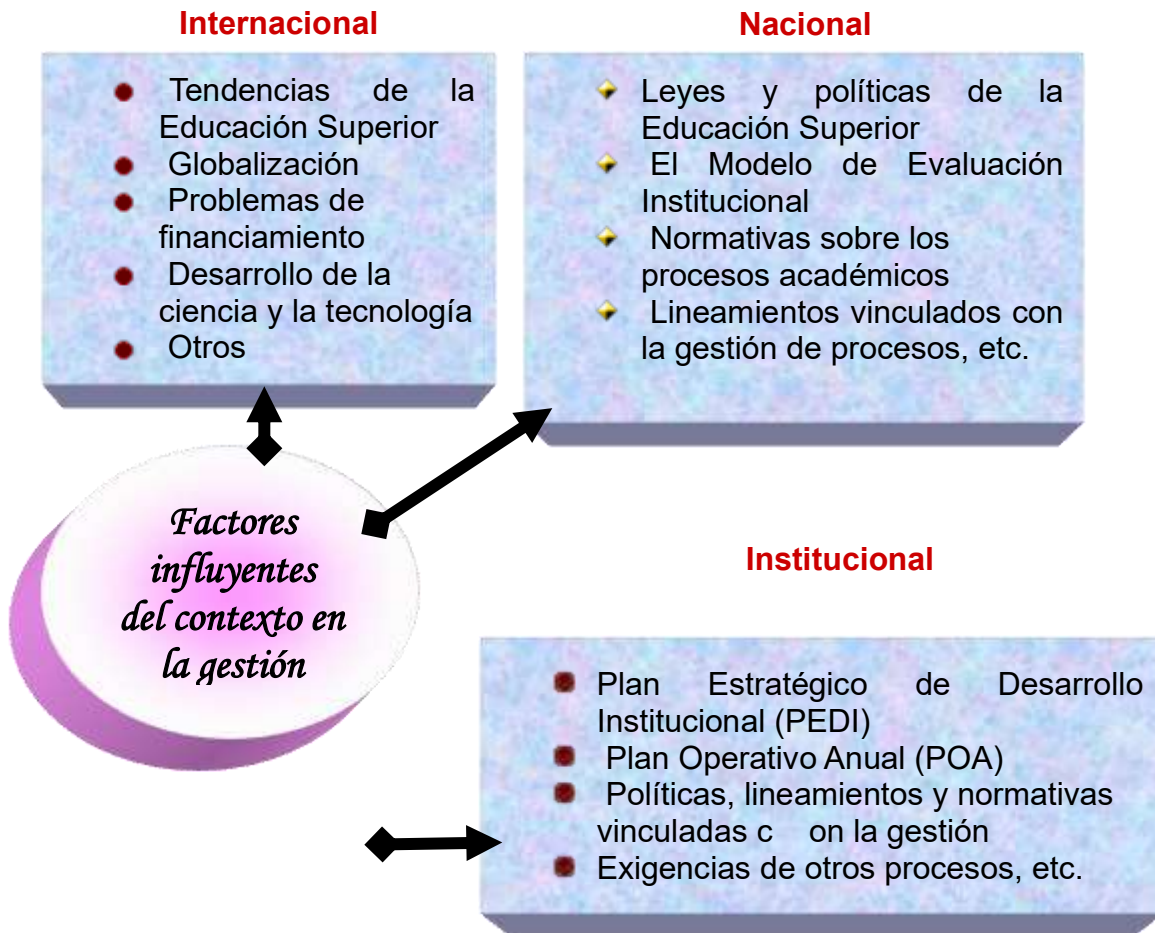 Internacional
Tendencias de la
Educación Superior
Globalización
Problemas de
financiamiento
Desarrollo de la
ciencia y la tecnología
Otros
Nacional
Leyes y políticas de la
Educación Superior
El Modelo de Evaluación
Institucional
Normativas sobre los
procesos académicos
Lineamientos vinculados con
la gestión de procesos, etc.
Factores
influyentes
del contexto en
la gestión
Institucional
Plan Estratégico de Desarrollo
Institucional (PEDI)
Plan Operativo Anual (POA)
Políticas, lineamientos y normativas
vinculadas c on la gestión
Exigencias de otros procesos, etc.